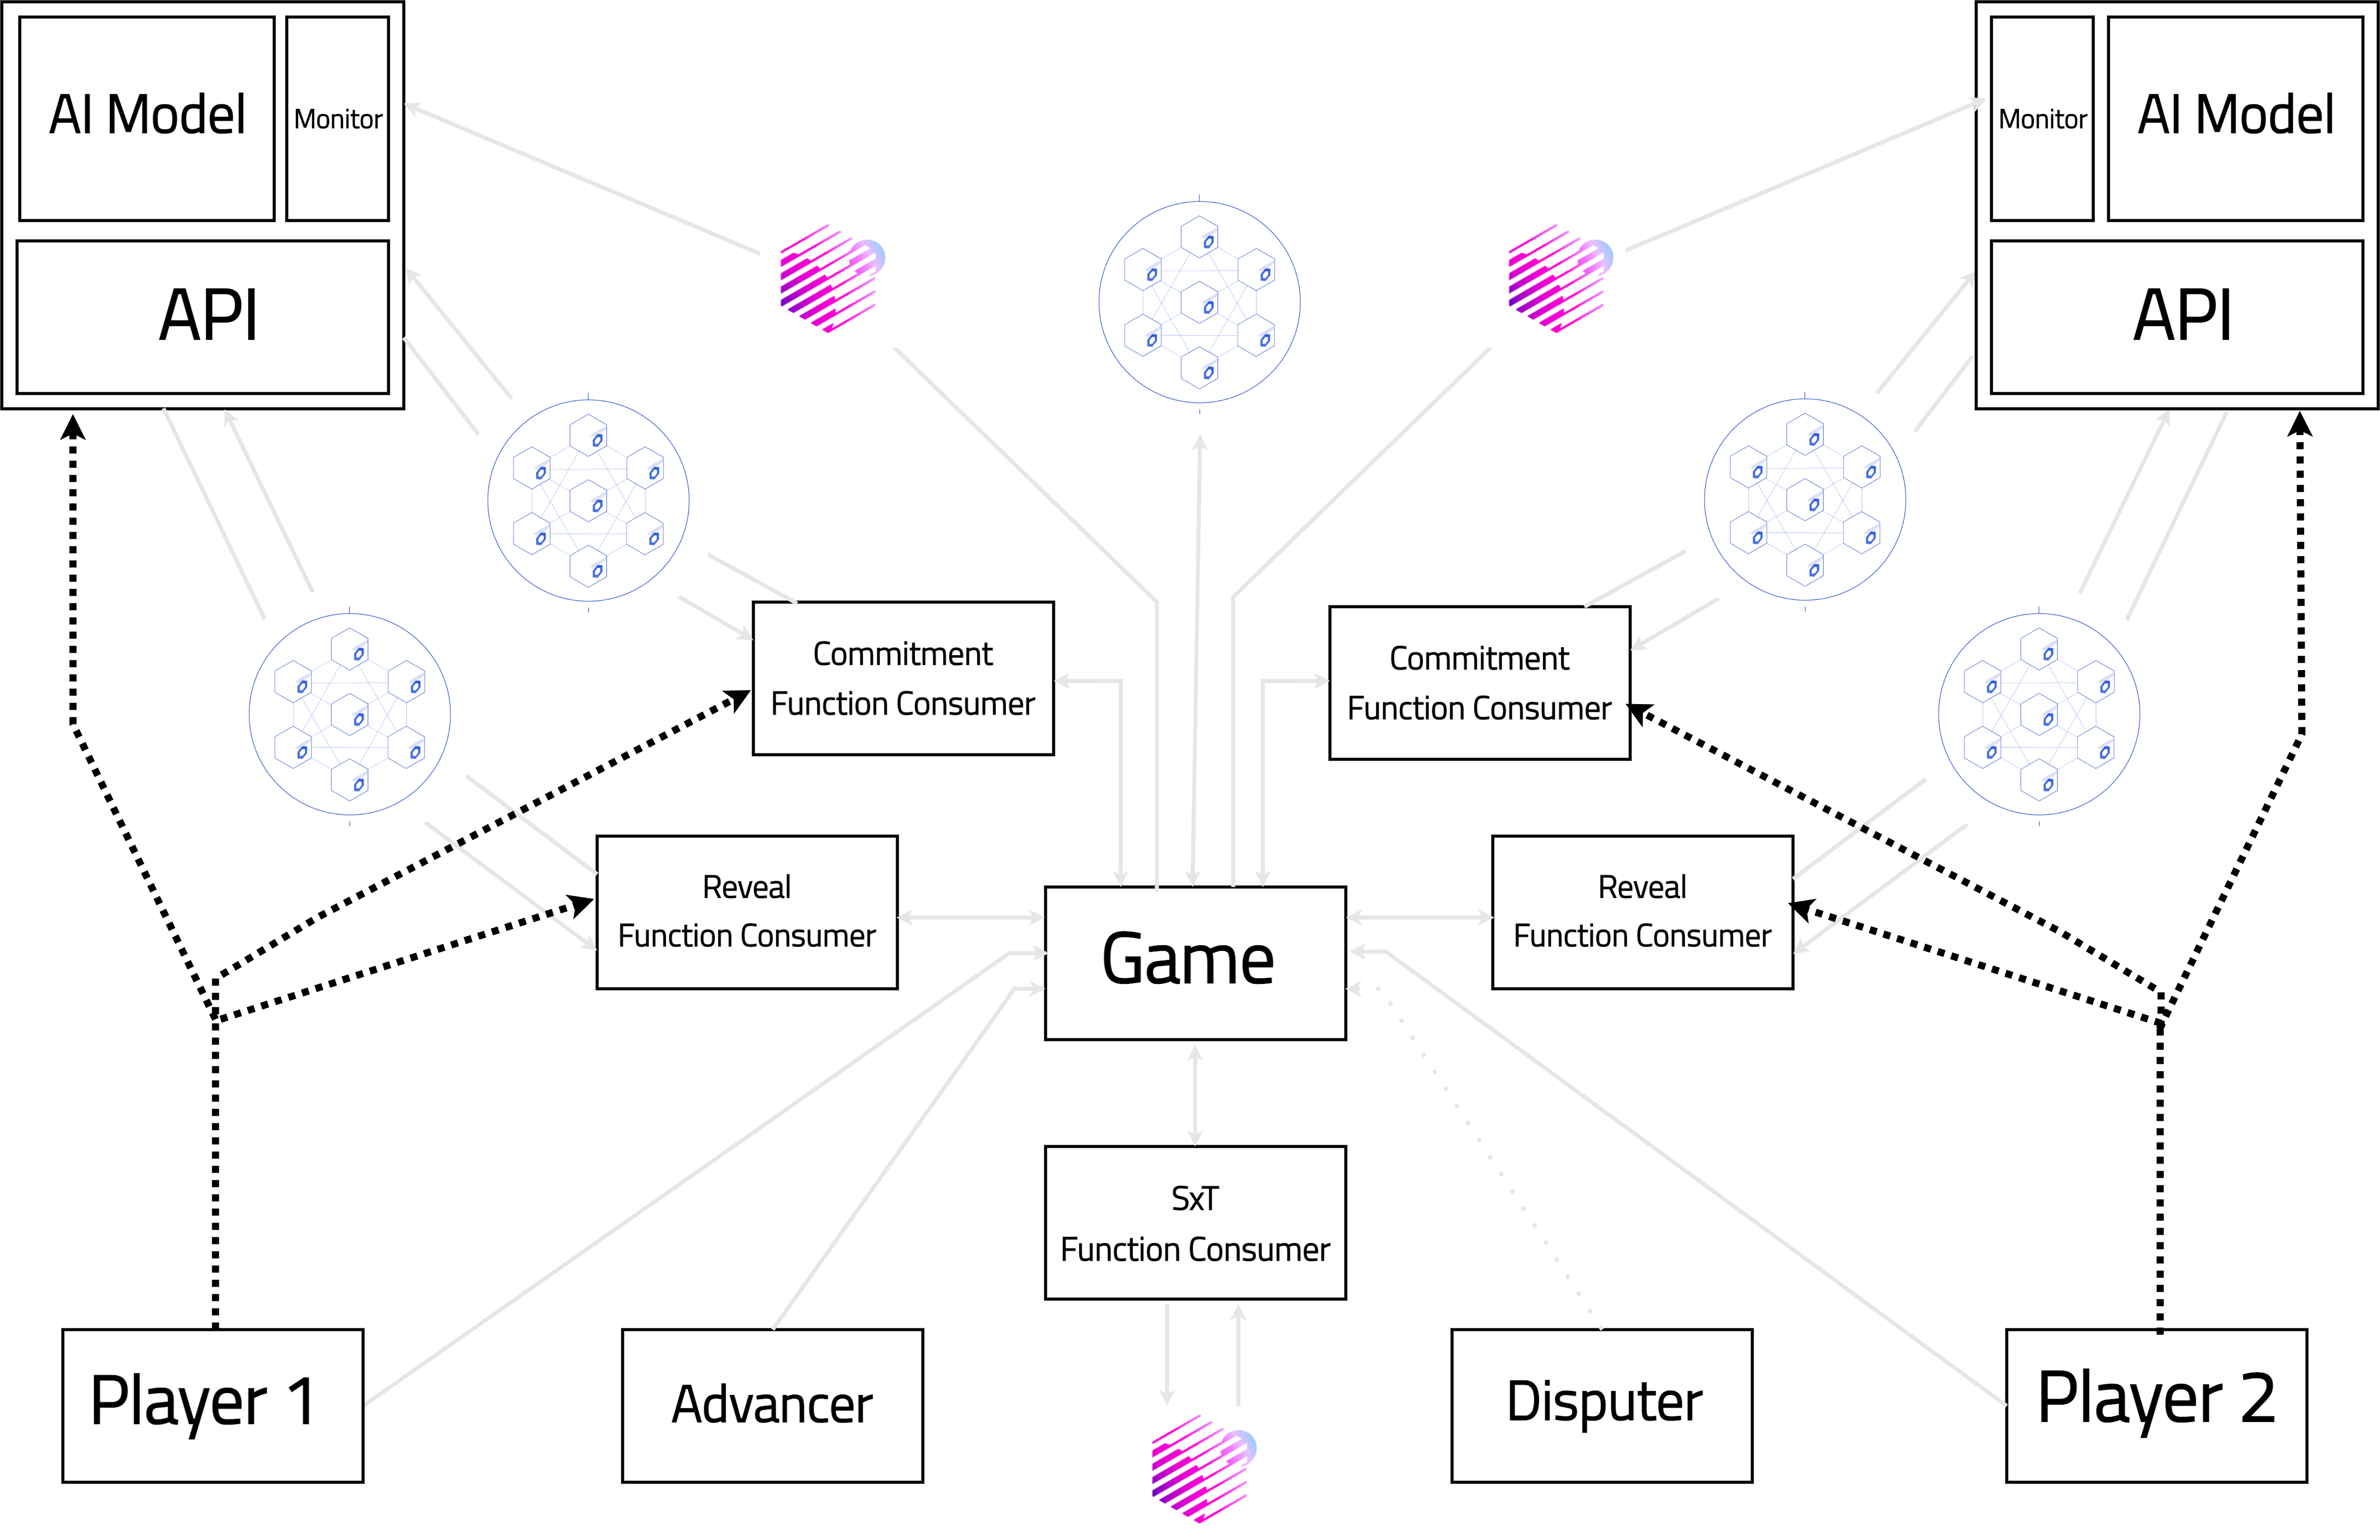 AI Model
Monitor
API
Monitor
AI Model
API
Commitment
Function Consumer
Commitment
Function Consumer
Reveal
Function Consumer
Game
Reveal
Function Consumer
SxT
Function Consumer
Player 1
Advancer
Disputer
Player 2